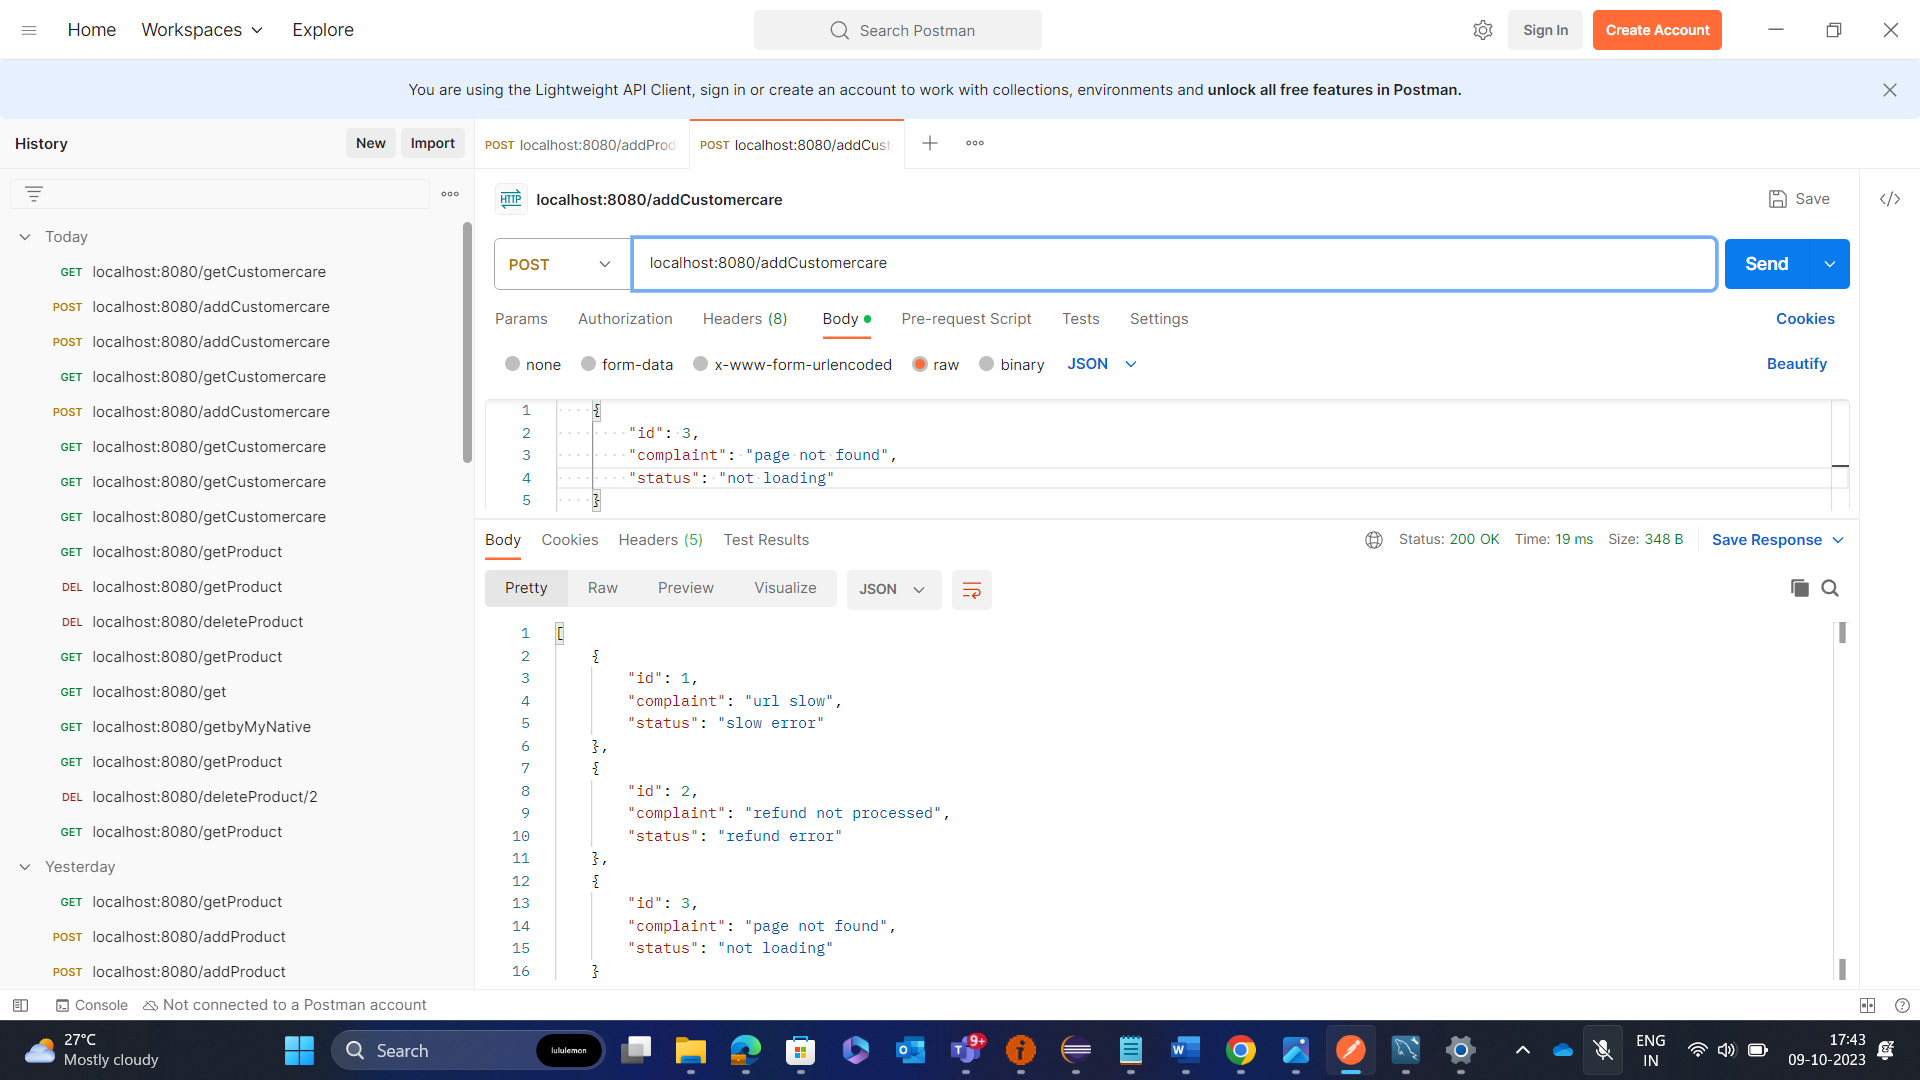 Home Workspaces Explore Search Postman Sign In Create Account
You are using the Lightweight API Client, sign in or create an account to work with collections, environments and unlock all free features in Postman.
History New Import
POST localhost:8080/addProd POST localhost:8080/addCust
HTTP localhost:8080/addCustomercare Save
Today
GET localhost:8080/getCustomercare
POST localhost:8080/addCustomercare
POST localhost:8080/addCustomercare
GET localhost:8080/getCustomercare
POST localhost:8080/addCustomercare
GET localhost:8080/getCustomercare
GET localhost:8080/getCustomercare
GET localhost:8080/getCustomercare
GET localhost:8080/getProduct
DEL localhost:8080/getProduct
DEL localhost:8080/deleteProduct
GET localhost:8080/getProduct
GET localhost:8080/get
GET localhost:8080/getbyMyNative
GET localhost:8080/getProduct
DEL localhost:8080/deleteProduct/2
GET localhost:8080/getProduct
Yesterday
GET localhost:8080/getProduct
POST localhost:8080/addProduct
POST localhost:8080/addProduct
POST localhost:8080/addCustomercare Send
Params Authorization Headers (8) Body Pre-request Script Tests Settings Cookies
none form-data x-www-form-urlencoded raw binary JSON Beautify
1 {
2 "id": 3,
3 "complaint": "page not found",
4 "status": "not loading"
5 }
Body Cookies Headers (5) Test Results Status: 200 OK Time: 19 ms Size: 348 B Save Response
Pretty Raw Preview Visualize JSON
1 [
2 {
3 "id": 1,
4 "complaint": "url slow",
5 "status": "slow error"
6 },
7 {
8 "id": 2,
9 "complaint": "refund not processed",
10 "status": "refund error"
11 },
12 {
13 "id": 3,
14 "complaint": "page not found",
15 "status": "not loading"
16 }
Console Not connected to a Postman account
27°C
Mostly cloudy
Search lululemon 9+
ENG
IN
17:43
09-10-2023